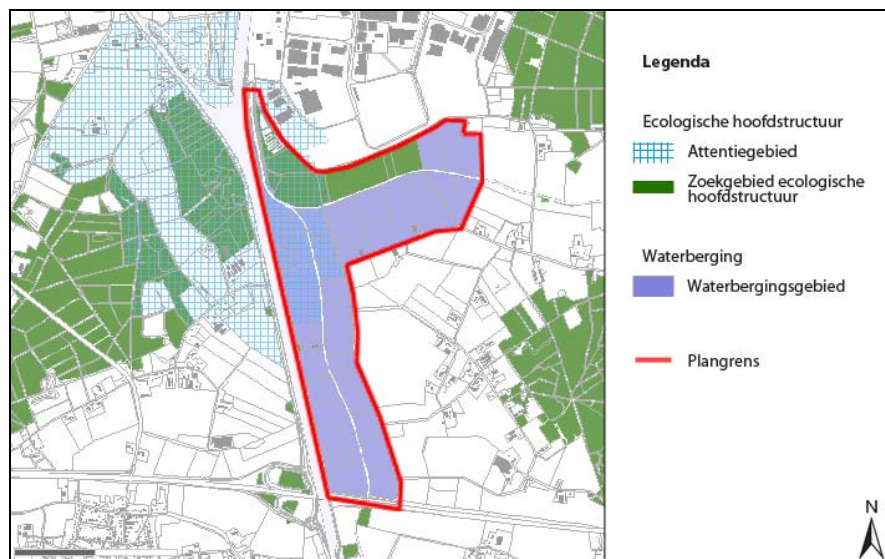 Legenda
Ecologische hoofdstructuur
Attentiegebied
Zoekgebied ecologische
hoofdstructuur
Waterberging
Waterbergingsgebied
Plangrens
N